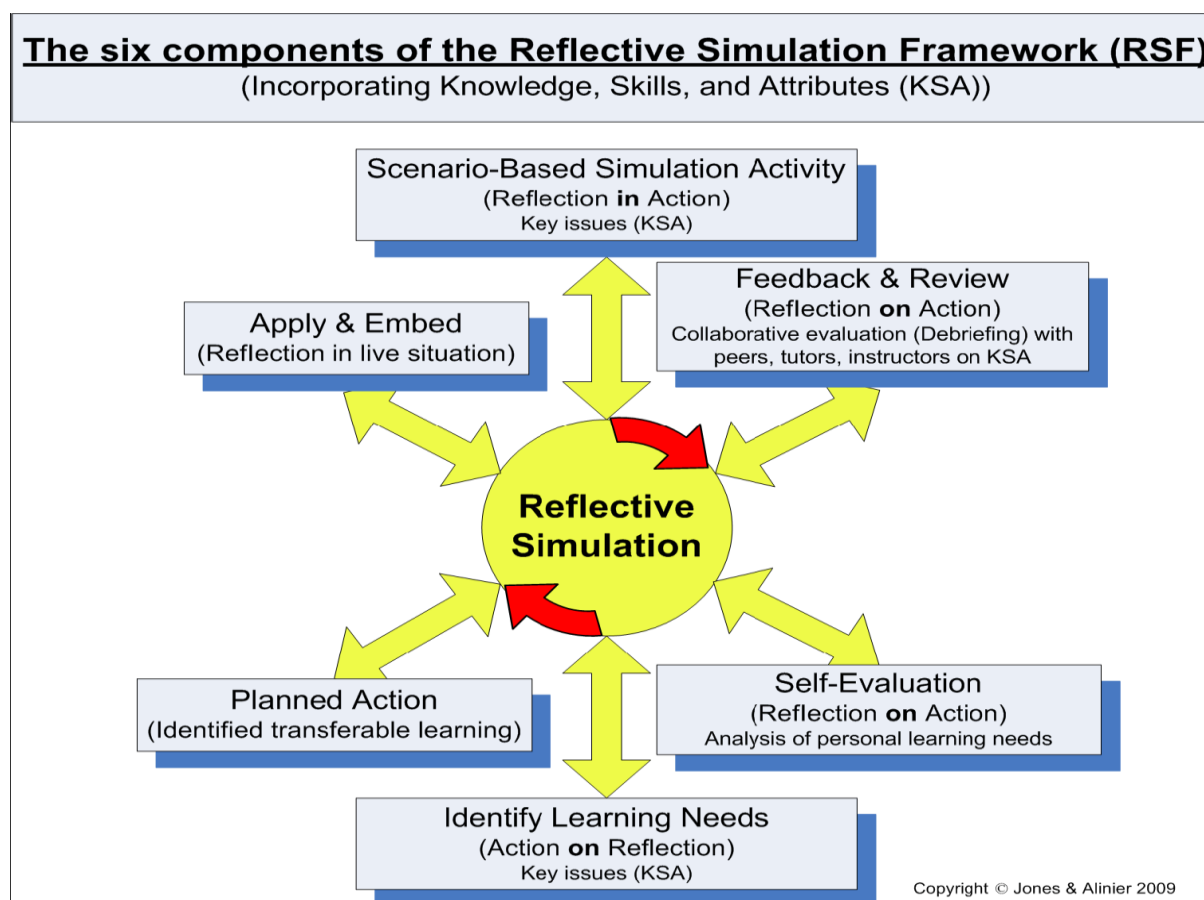 The six components of the Reflective Simulation Framework (RSF)
(Incorporating Knowledge, Skills, and Attributes (KSA))
Scenario-Based Simulation Activity
(Reflection in Action)
Key issues (KSA)
Feedback & Review
(Reflection on Action)
Collaborative evaluation (Debriefing) with
peers, tutors, instructors on KSA
Apply & Embed
(Reflection in live situation)
Reflective
Simulation
Self-Evaluation
(Reflection on Action)
Analysis of personal learning needs
Planned Action
(Identified transferable learning)
Identify Learning Needs
(Action on Reflection)
Key issues (KSA)
Copyright © Jones & Alinier 2009